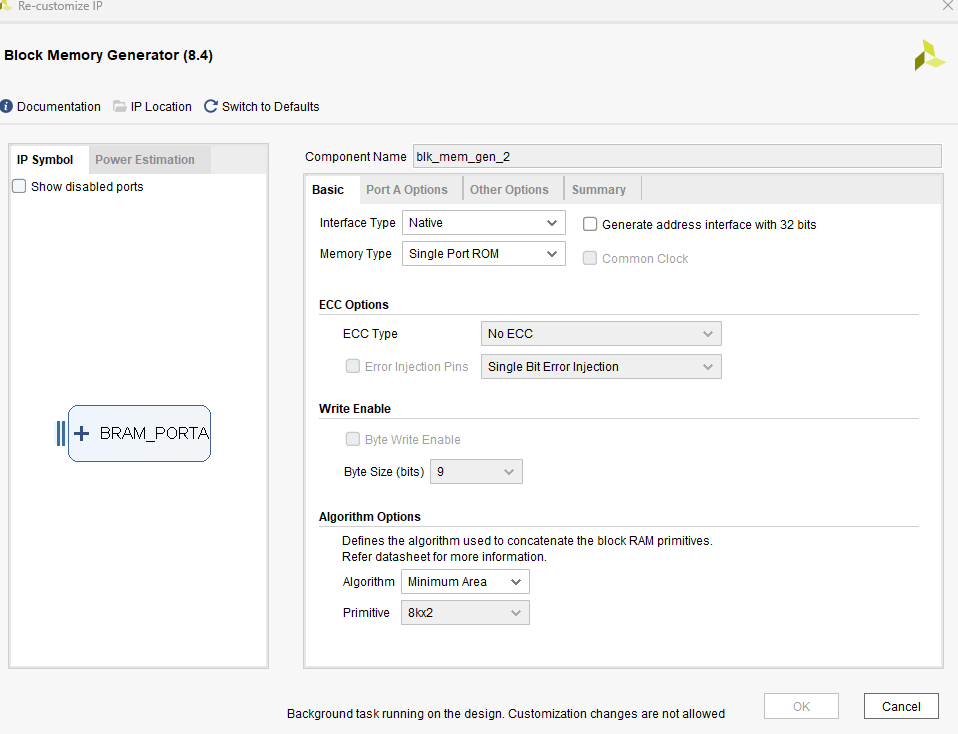 Re-customize IP
Block Memory Generator (8.4)
Documentation IP Location Switch to Defaults
IP Symbol Power Estimation
Show disabled ports
BRAM_PORTA
Component Name blk_mem_gen_2
Basic Port A Options Other Options Summary
Interface Type Native Generate address interface with 32 bits
Memory Type Single Port ROM Common Clock
ECC Options
ECC Type No ECC
Error Injection Pins Single Bit Error Injection
Write Enable
Byte Write Enable
Byte Size (bits) 9
Algorithm Options
Defines the algorithm used to concatenate the block RAM primitives.
Refer datasheet for more information.
Algorithm Minimum Area
Primitive 8kx2
Background task running on the design. Customization changes are not allowed OK Cancel